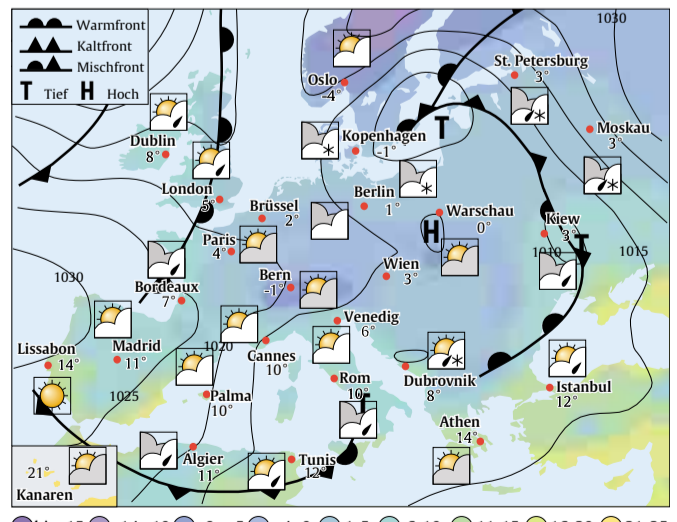 Warmfront
Kaltfront
Mischfront
T Tief H Hoch
1030
Oslo
-4°
St. Petersburg
3°
T
Moskau
3°
Dublin
8°
Kopenhagen
-1°
London
5°
Berlin
1°
Brüssel
2°
Warschau
0°
H
Paris
4°
Kiew
3°
T
1010
1015
Wien
3°
Bern
-1°
1030
Bordeaux
7°
Venedig
6°
Madrid
11°
1020
Cannes
10°
Lissabon
14°
1025
Palma
10°
Rom
10°
Dubrovnik
8°
Istanbul
12°
Athen
14°
Algier
11°
Tunis
12°
21°
Kanaren